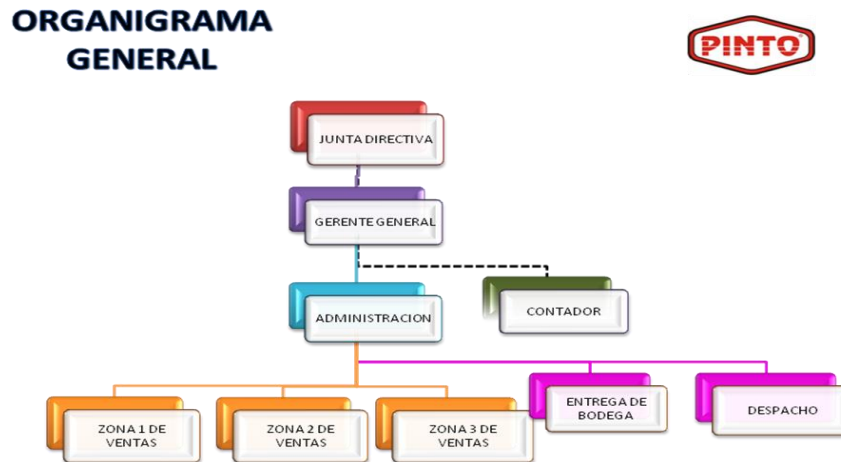 ORGANIGRAMA
GENERAL
PINTO
JUNTA DIRECTIVA
GERENTE GENERAL
ADMINISTRACION
CONTADOR
ZONA 1 DE
VENTAS
ZONA 2 DE
VENTAS
ZONA 3 DE
VENTAS
ENTREGA DE
BODEGA
DESPACHO